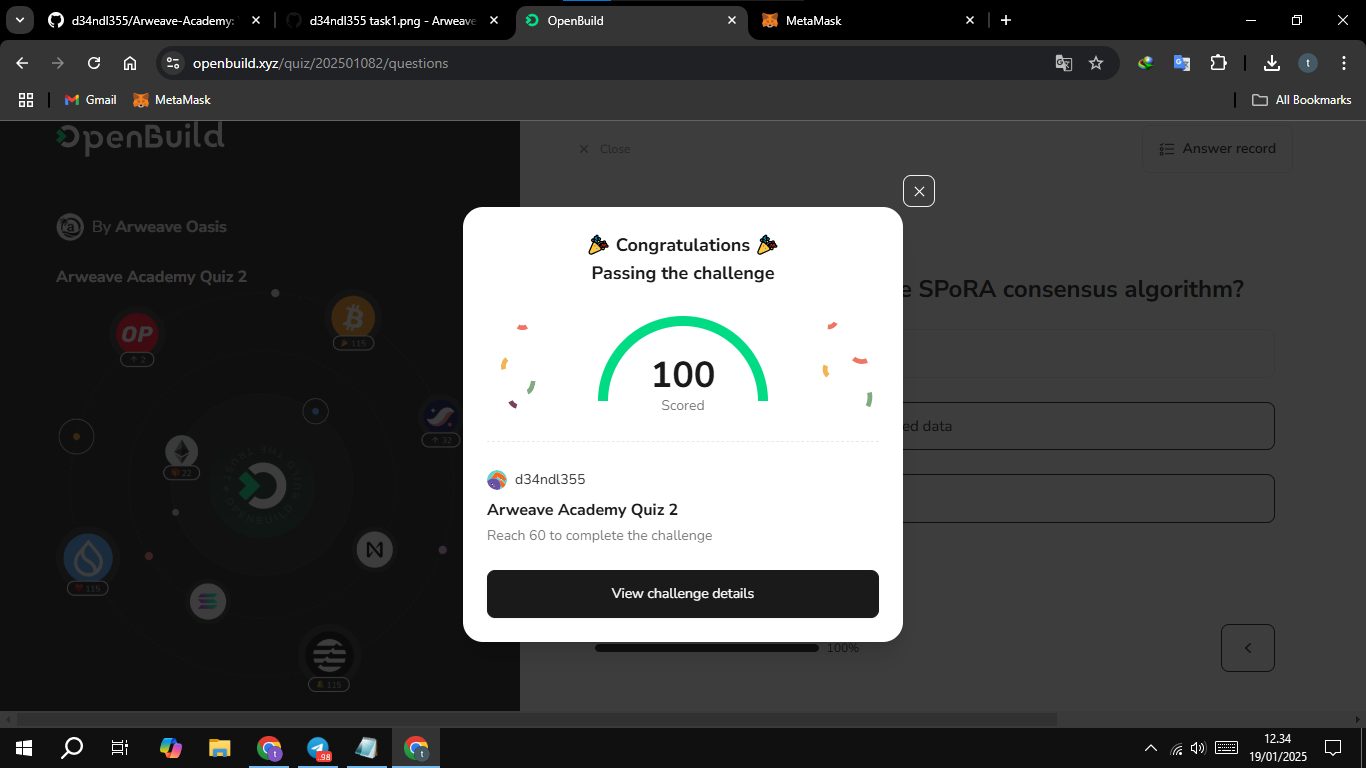 d34ndl355/Arweave-Academy:
d34ndl355 task1.png - Arweave
OpenBuild
MetaMask
openbuild.xyz/quiz/202501082/questions
Gmail
MetaMask
All Bookmarks
OpenBuild
Close
Answer record
By Arweave Oasis
Arweave Academy Quiz 2
🎉 Congratulations 🎉
Passing the challenge
e SPoRA consensus algorithm?
OP
2
115
100
Scored
ed data
32
22
d34ndl355
Arweave Academy Quiz 2
Reach 60 to complete the challenge
115
View challenge details
100%
115
98
12.34
19/01/2025